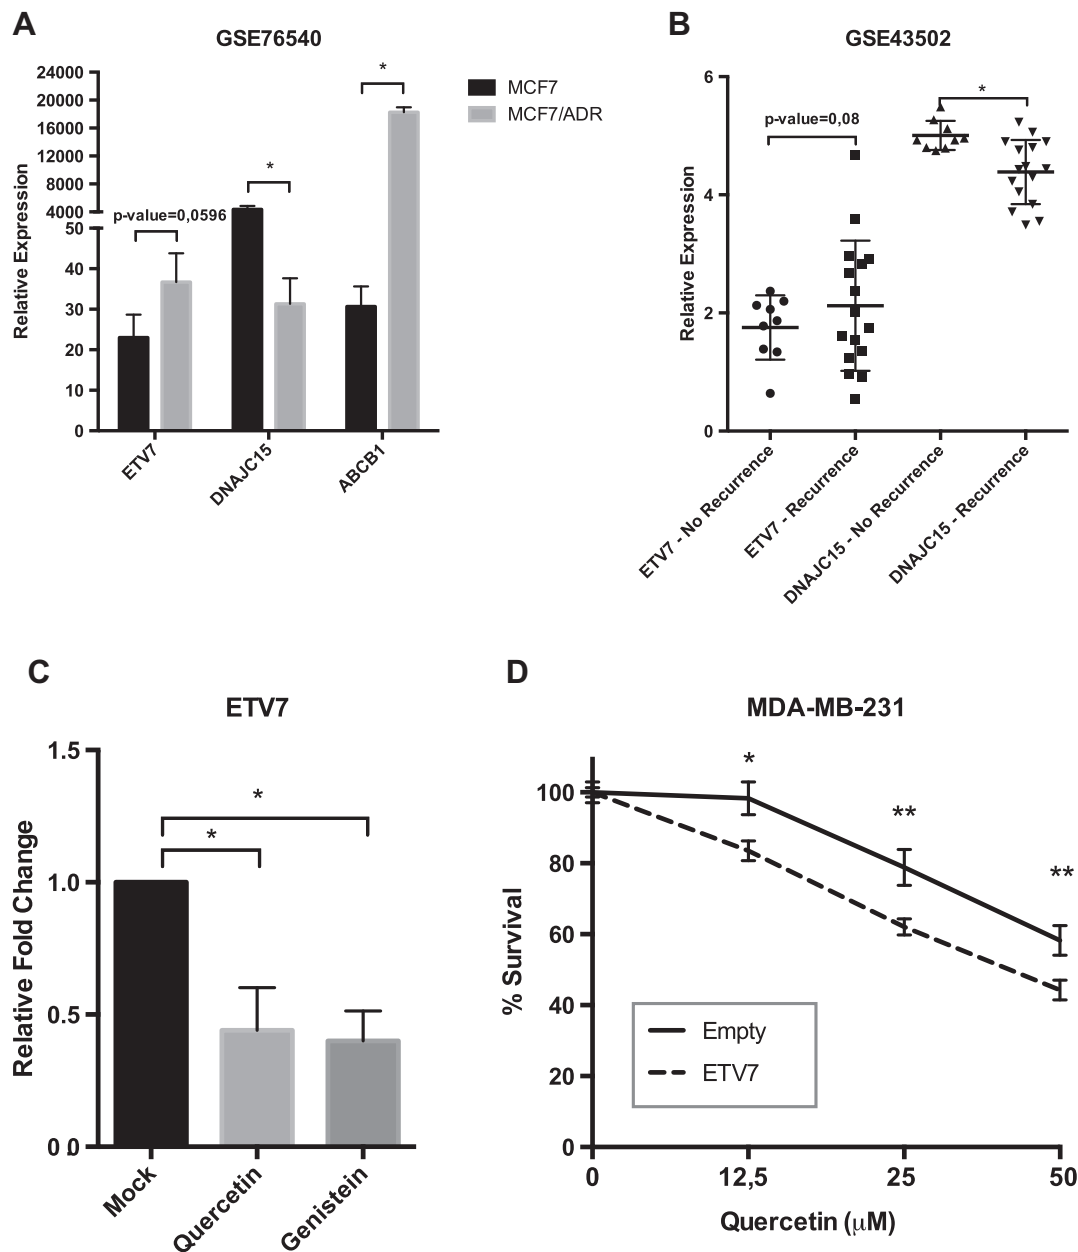 A
GSE76540
24000
20000
16000
12000
8000
4000
50
40
30
20
10
0
Relative Expression
p-value=0,0596
*
*
MCF7
MCF7/ADR
ETV7
DNAJC15
ABCB1
B
GSE43502
6
4
2
0
Relative Expression
p-value=0,08
*
ETV7 - No Recurrence
ETV7 - Recurrence
DNAJC15 - No Recurrence
DNAJC15 - Recurrence
C
ETV7
1.5
1.0
0.5
0 0
Relative Fold Change
*
*
Mock
Quercetin
Genistein
D
MDA-MB-231
100
80
60
40
20
0
% Survival
*
**
**
Empty
ETV7
0
12,5
25
50
Quercetin (μM)